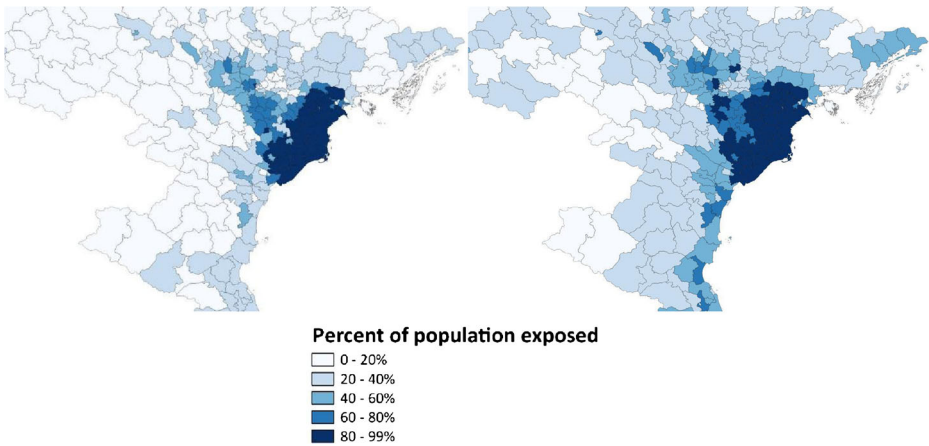 Percent of population exposed
0 - 20%
20 - 40%
40 - 60%
60 - 80%
80 - 99%